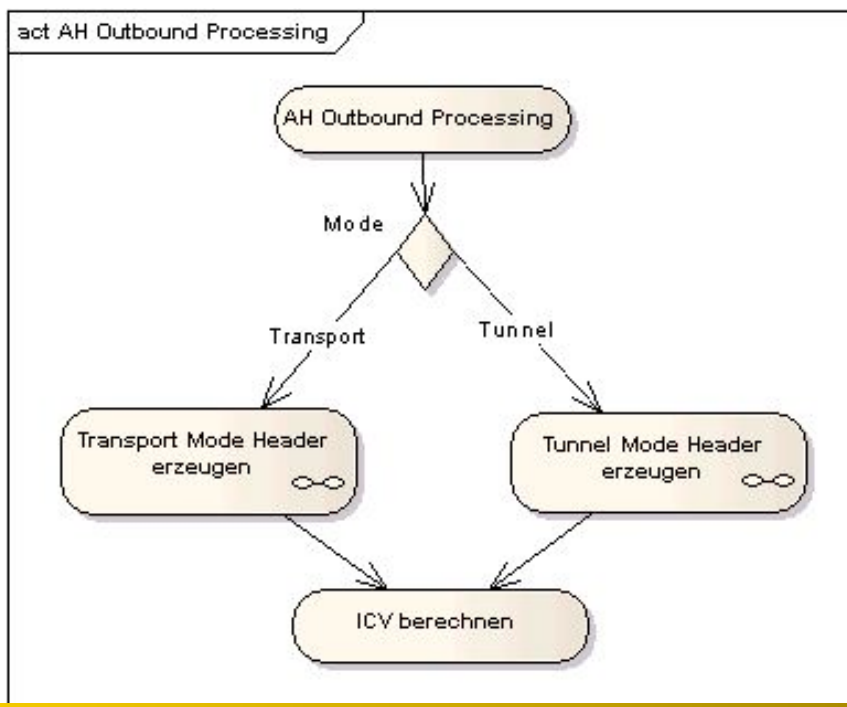 act AH Outbound Processing
AH Outbound Processing
Mode
Transport
Tunnel
Transport Mode Header
erzeugen
Tunnel Mode Header
erzeugen
ICV berechnen